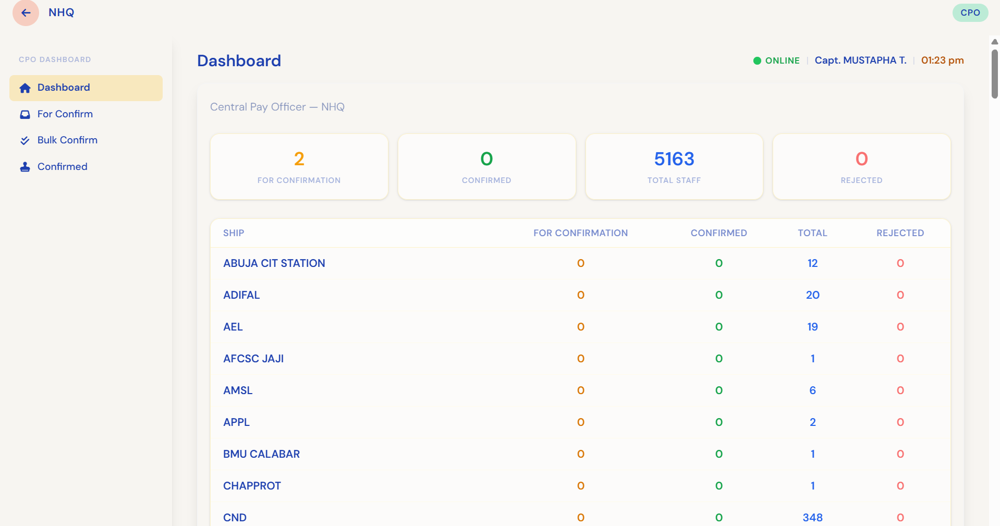 NHQ
CPO
CPO DASHBOARD
Dashboard
For Confirm
Bulk Confirm
Confirmed
Dashboard
ONLINE | Capt. MUSTAPHA T. | 01:23 pm
Central Pay Officer — NHQ
2
FOR CONFIRMATION
0
CONFIRMED
5163
TOTAL STAFF
0
REJECTED
SHIP FOR CONFIRMATION CONFIRMED TOTAL REJECTED
ABUJA CIT STATION 0 0 12 0
ADIFAL 0 0 20 0
AEL 0 0 19 0
AFCSC JAJI 0 0 1 0
AMSL 0 0 6 0
APPL 0 0 2 0
BMU CALABAR 0 0 1 0
CHAPPROT 0 0 1 0
CND 0 0 348 0